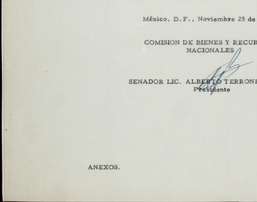 México, D. F., Noviembre 25 de
COMISION DE BIENES Y RECUR
NACIONALES
SENADOR LIC. ALBERTO TERRONE
Presidente
ANEXOS.